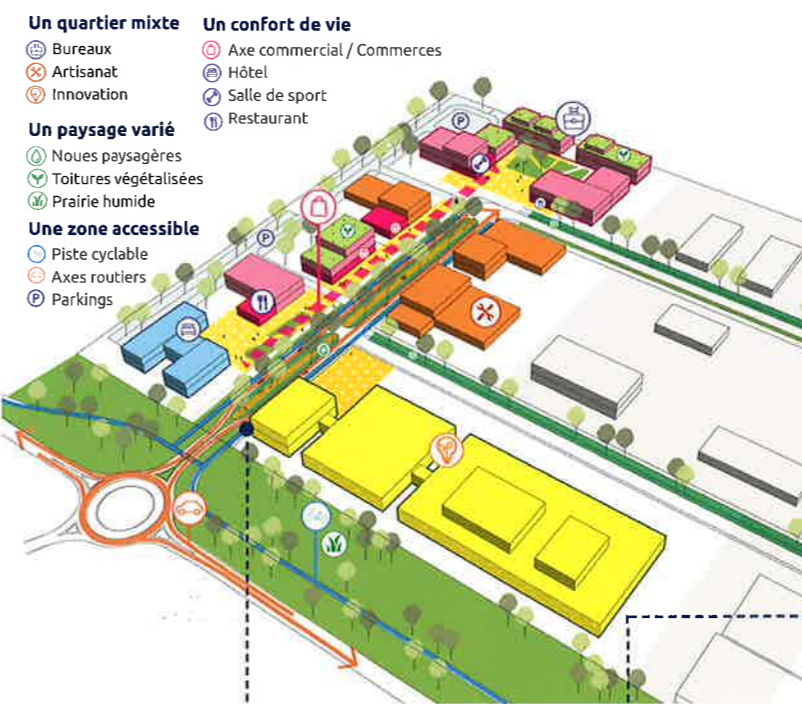 Un quartier mixte
Bureaux
Artisanat
Innovation
Un paysage varié
Noues paysagères
Toitures végétalisées
Prairie humide
Une zone accessible
Piste cyclable
Axes routiers
P Parkings
Un confort de vie
Axe commercial / Commerces
Hôtel
Salle de sport
Restaurant
P
P